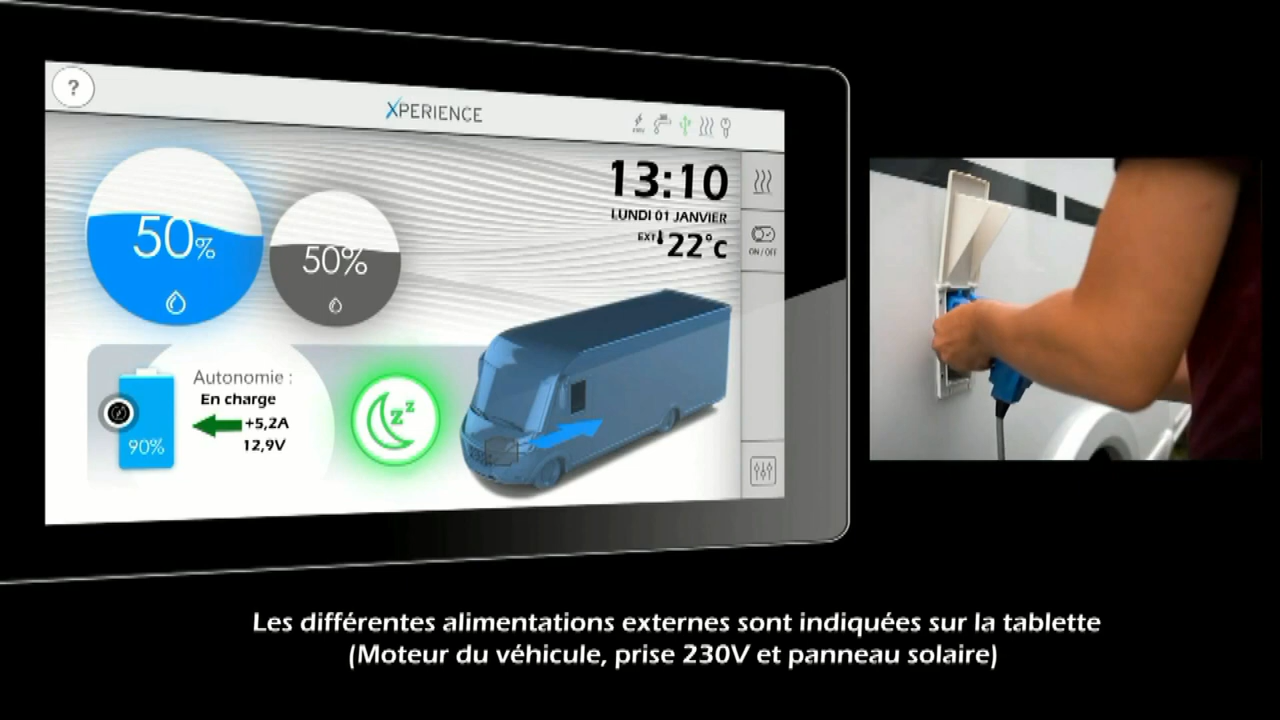 ?
XPERIENCE
13:10
LUNDI 01 JANVIER
EXT 22°c
ON / OFF
50%
50%
Autonomie :
En charge
+5,2A
12,9V
90%
z z
Les différentes alimentations externes sont indiquées sur la tablette
(Moteur du véhicule, prise 230V et panneau solaire)